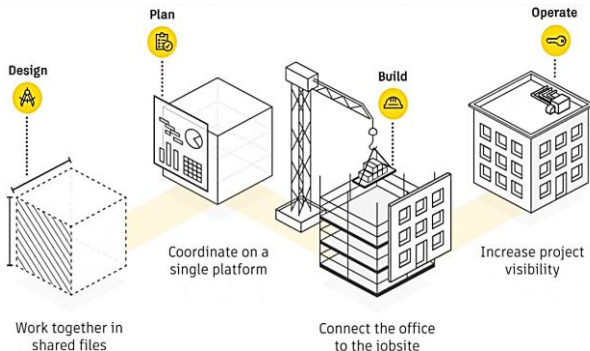 Design
Work together in
shared files
Plan
Coordinate on a
single platform
Build
Connect the office
to the jobsite
Operate
Increase project
visibility